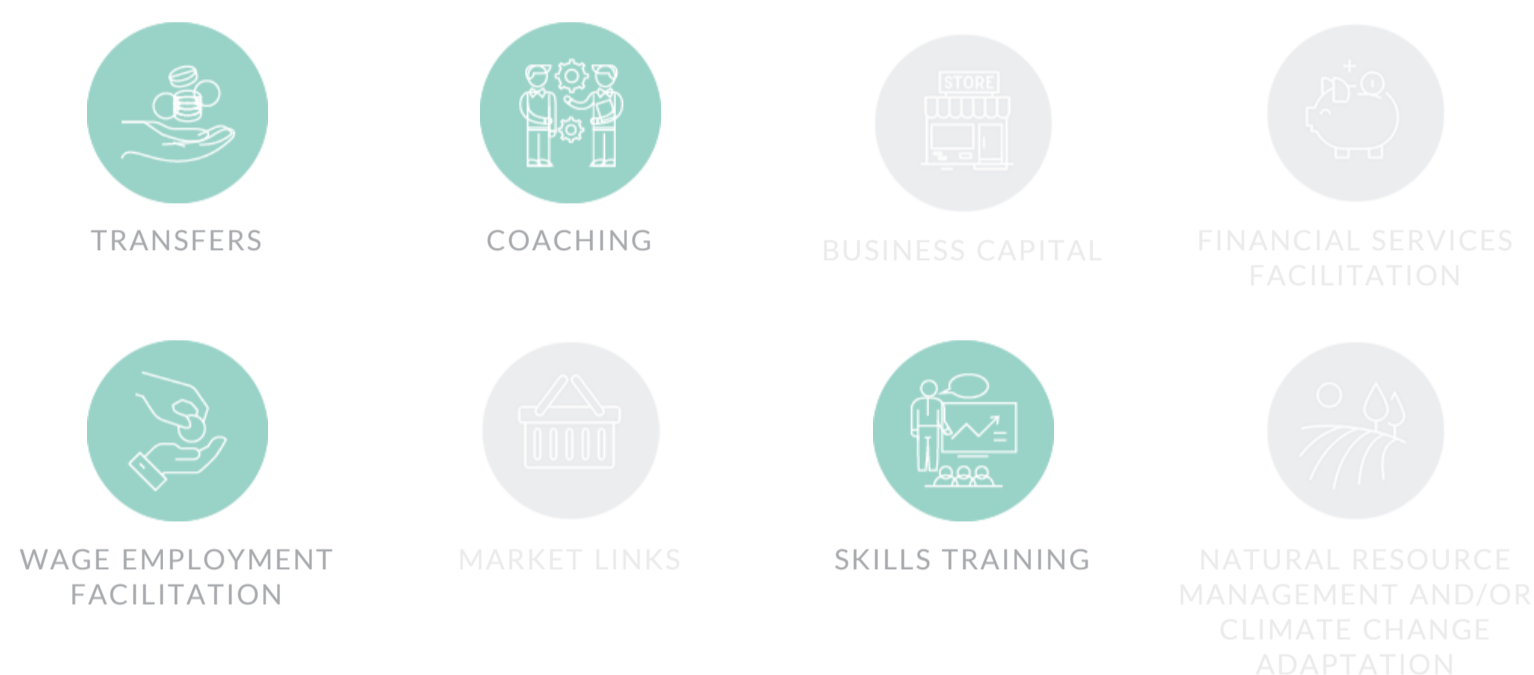 STORE
TRANSFERS
COACHING
BUSINESS CAPITAL
FINANCIAL SERVICES
FACILITATION
WAGE EMPLOYMENT
FACILITATION
MARKET LINKS
SKILLS TRAINING
NATURAL RESOURCE
MANAGEMENT AND/OR
CLIMATE CHANGE
ADAPTATION